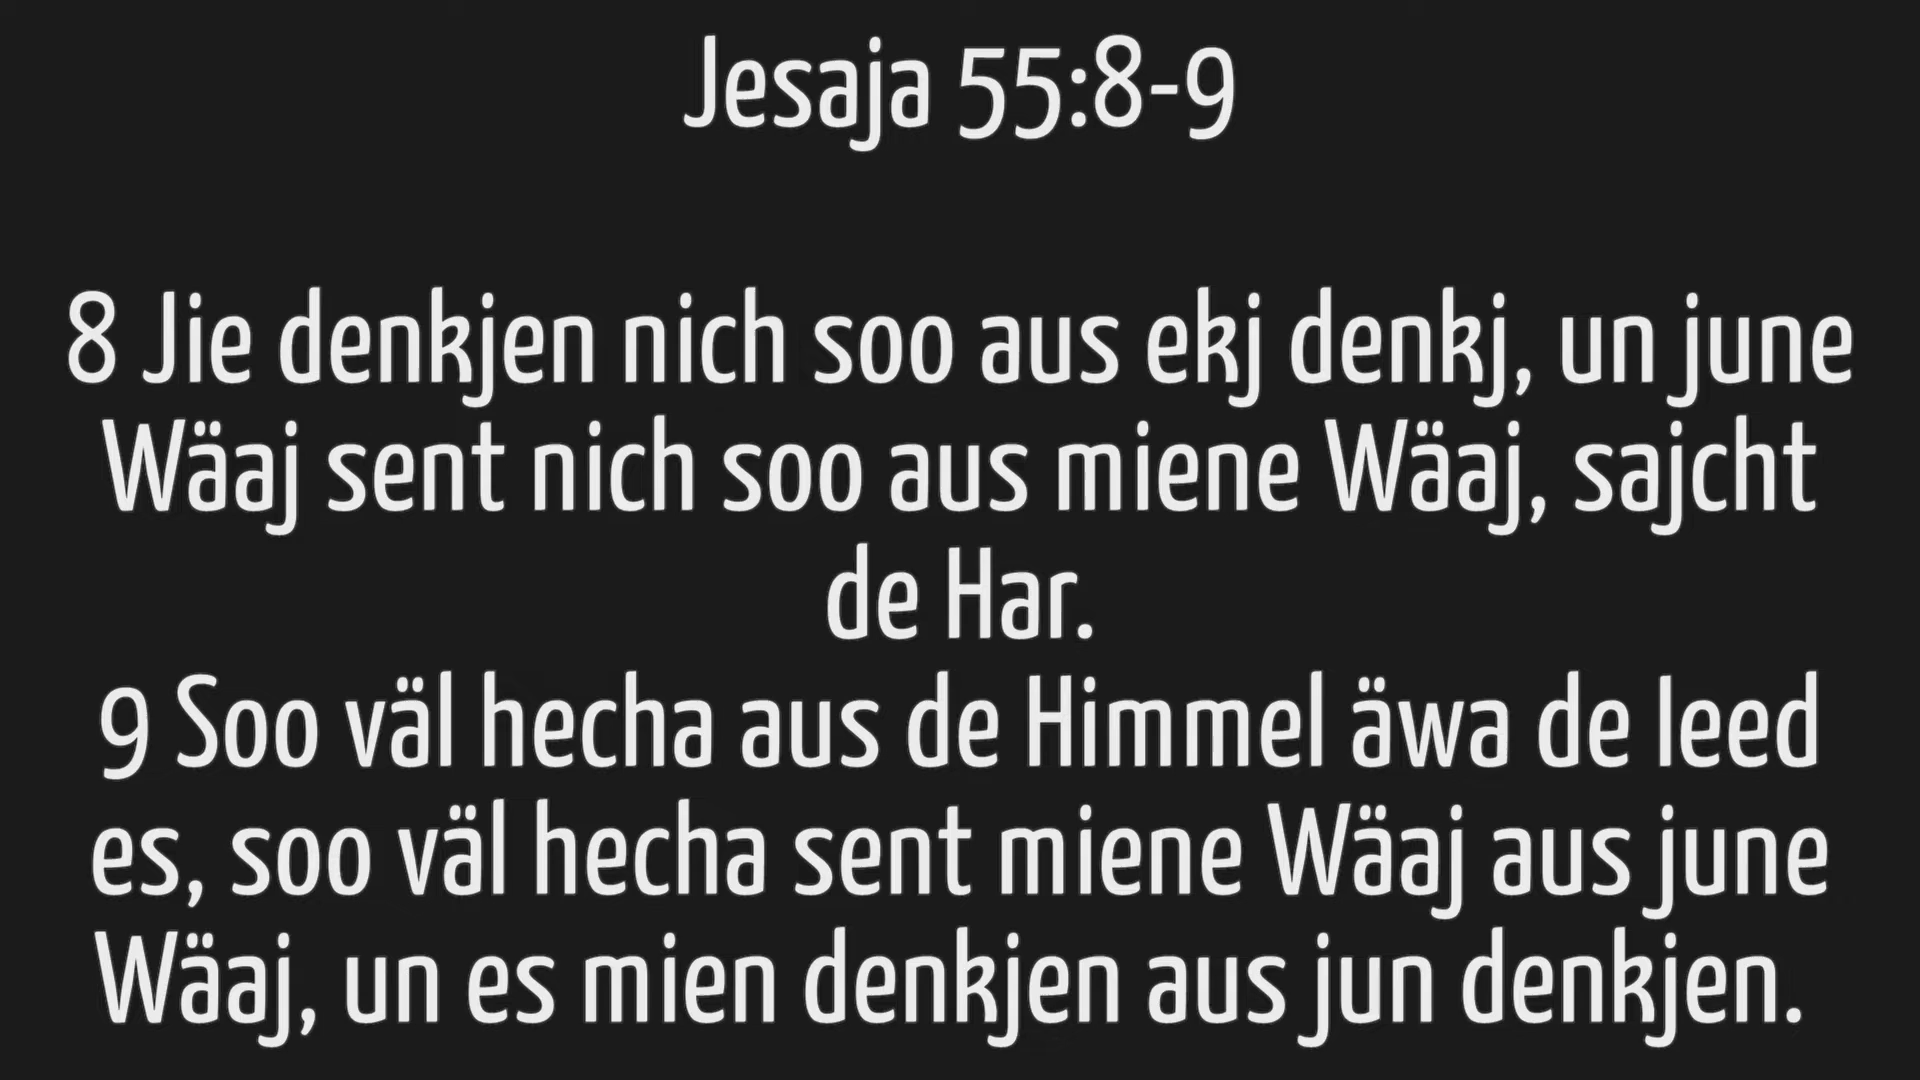 Jesaja 55:8-9
8 Jie denkjen nich soo aus ekj denkj, un june
Wäaj sent nich soo aus miene Wäaj, sajcht
de Har.
9 Soo väl hecha aus de Himmel äwa de Ieed
es, soo väl hecha sent miene Wäaj aus june
Wäaj, un es mien denkjen aus jun denkjen.